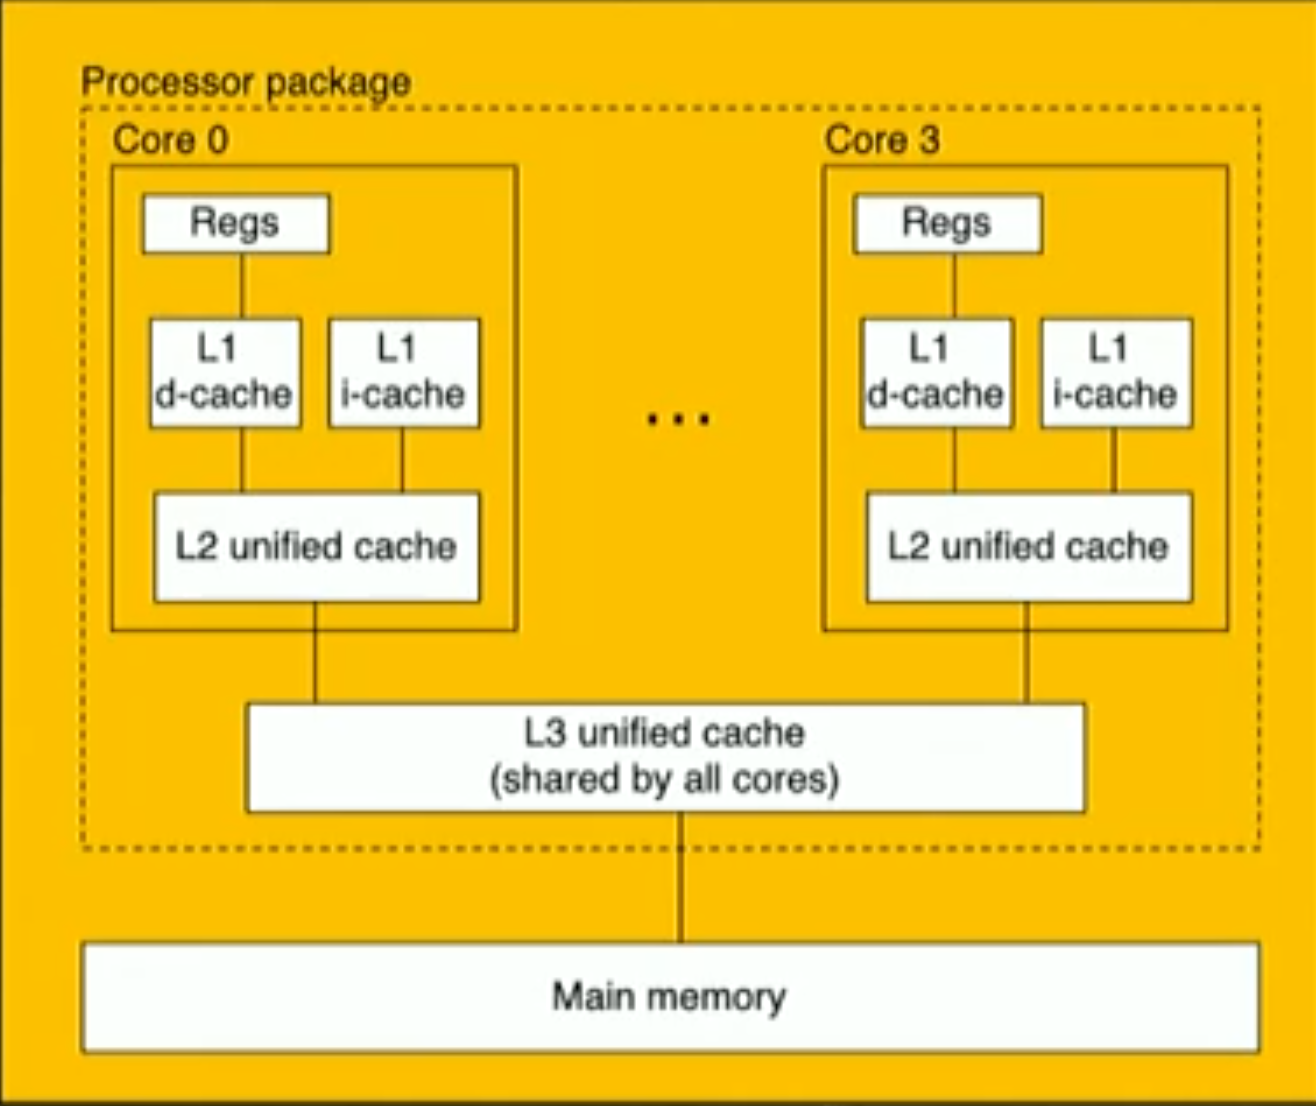 Processor package
Core 0
Regs
L1
d-cache
L1
i-cache
L2 unified cache
...
Core 3
Regs
L1
d-cache
L1
i-cache
L2 unified cache
L3 unified cache
(shared by all cores)
Main memory